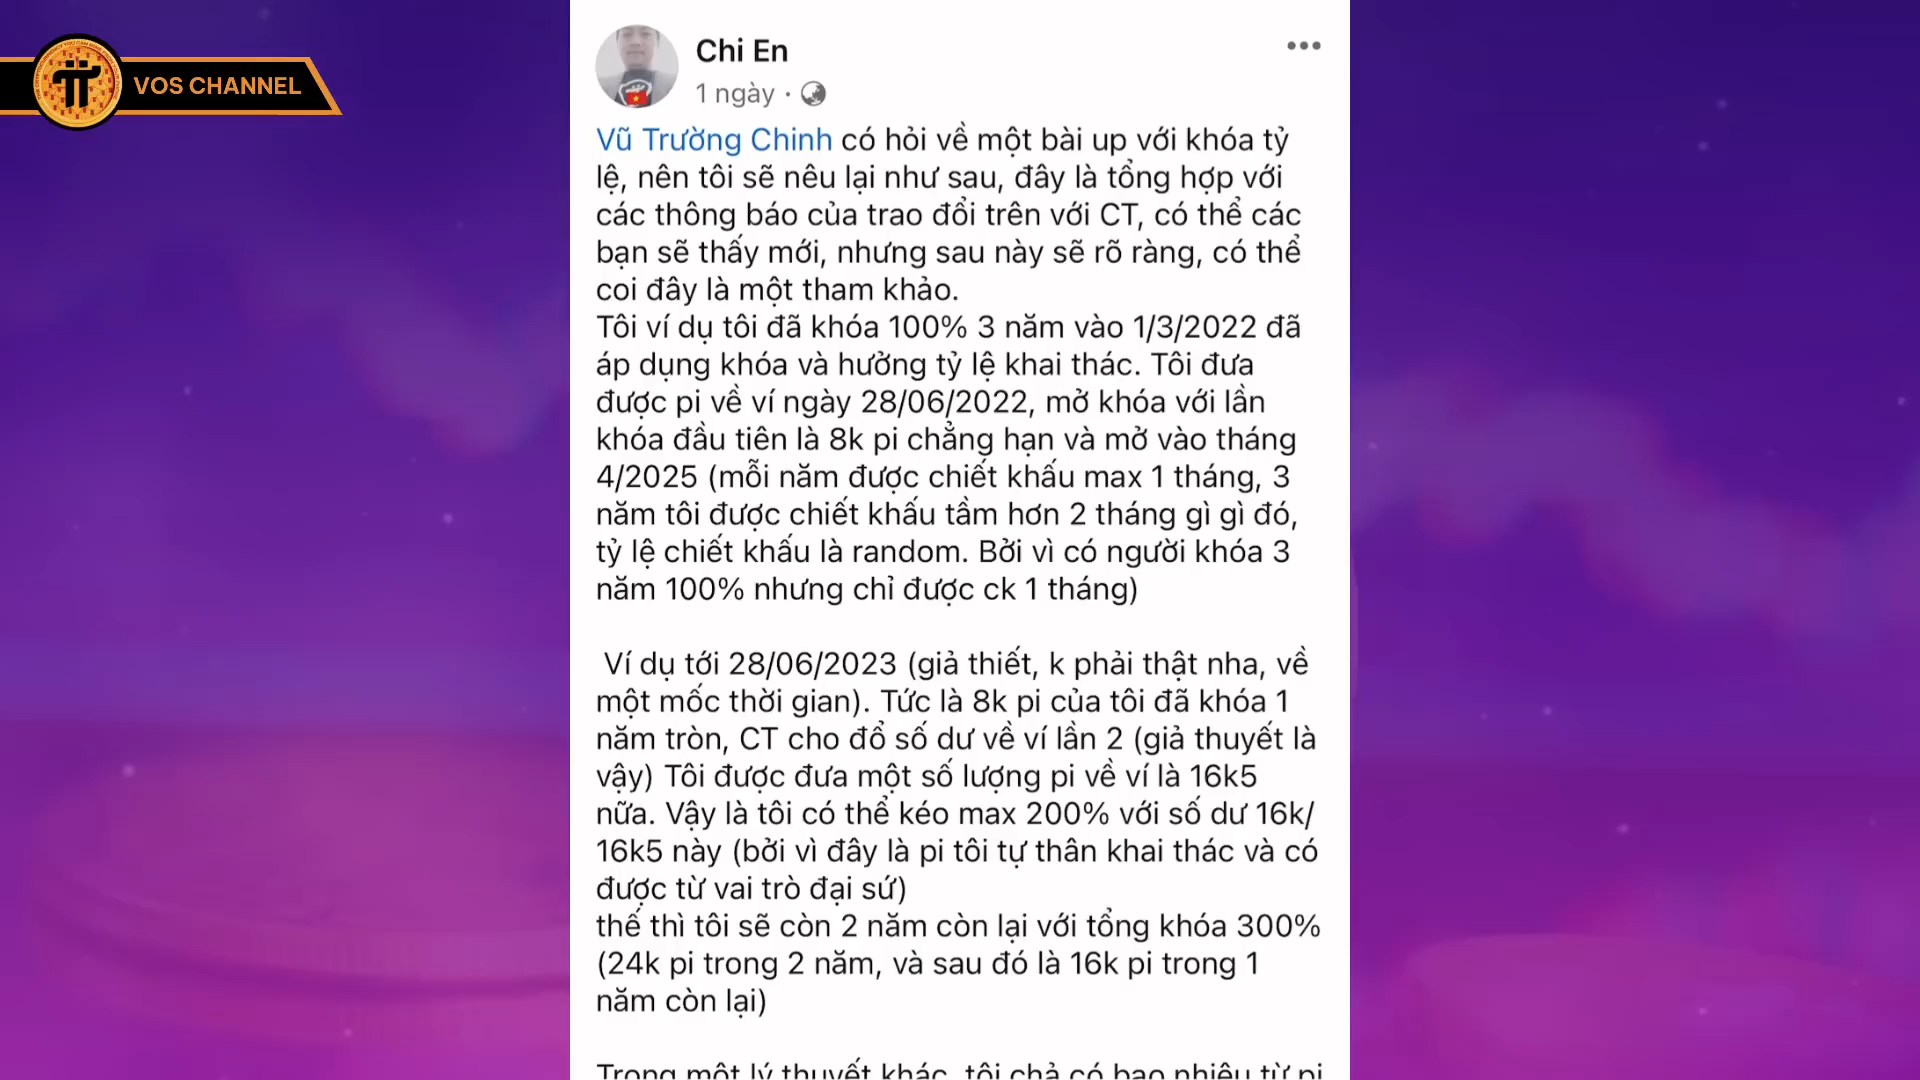 VOS CHANNEL
Chi En
1 ngày ·
Vũ Trường Chinh có hỏi về một bài up với khóa tỷ
lệ, nên tôi sẽ nêu lại như sau, đây là tổng hợp với
các thông báo của trao đổi trên với CT, có thể các
bạn sẽ thấy mới, nhưng sau này sẽ rõ ràng, có thể
coi đây là một tham khảo.
Tôi ví dụ tôi đã khóa 100% 3 năm vào 1/3/2022 đã
áp dụng khóa và hưởng tỷ lệ khai thác. Tôi đưa
được pi về ví ngày 28/06/2022, mở khóa với lần
khóa đầu tiên là 8k pi chẳng hạn và mở vào tháng
4/2025 (mỗi năm được chiết khấu max 1 tháng, 3
năm tôi được chiết khấu tầm hơn 2 tháng gì gì đó,
tỷ lệ chiết khấu là random. Bởi vì có người khóa 3
năm 100% nhưng chỉ được ck 1 tháng)
Ví dụ tới 28/06/2023 (giả thiết, k phải thật nha, về
một mốc thời gian). Tức là 8k pi của tôi đã khóa 1
năm tròn, CT cho đổ số dư về ví lần 2 (giả thuyết là
vậy) Tôi được đưa một số lượng pi về ví là 16k5
nữa. Vậy là tôi có thể kéo max 200% với số dư 16k/
16k5 này (bởi vì đây là pi tôi tự thân khai thác và có
được từ vai trò đại sứ)
thế thì tôi sẽ còn 2 năm còn lại với tổng khóa 300%
(24k pi trong 2 năm, và sau đó là 16k pi trong 1
năm còn lại)
Trong một lý thuyết khác, tôi chả có bao nhiêu từ pi